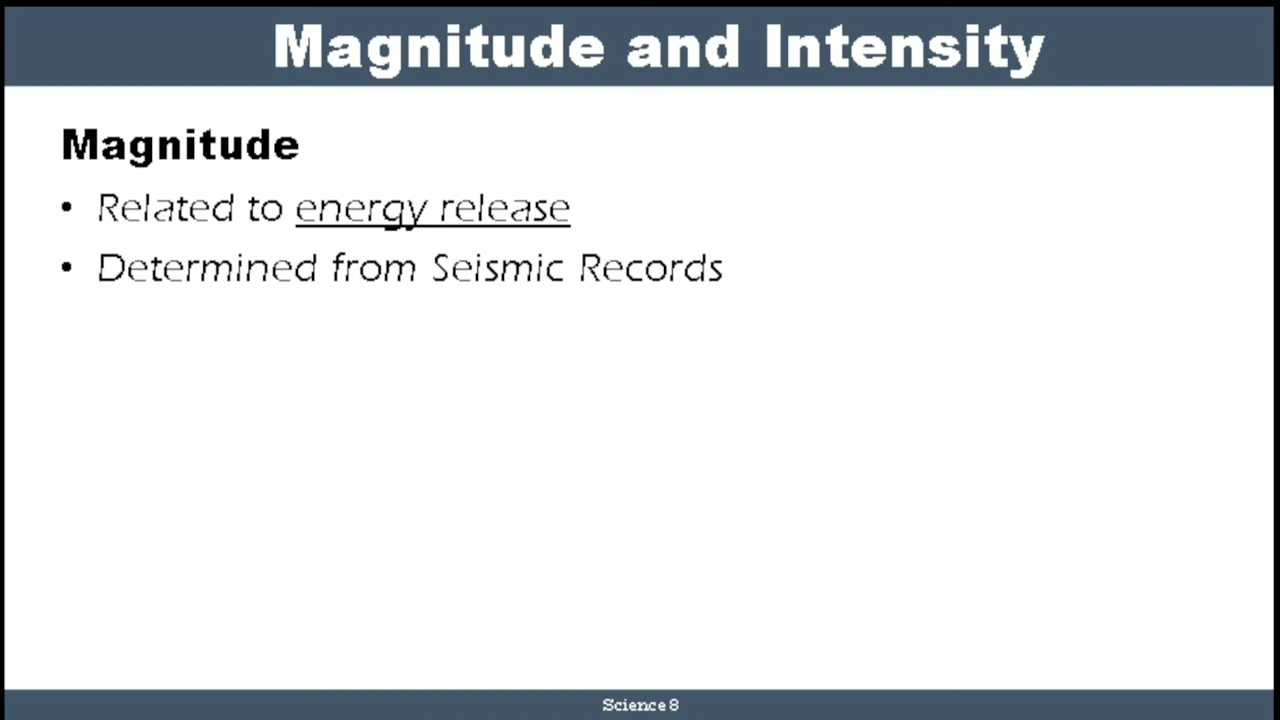 Magnitude and Intensity
Magnitude
• Related to energy release
• Determined from Seismic Records
Science 8